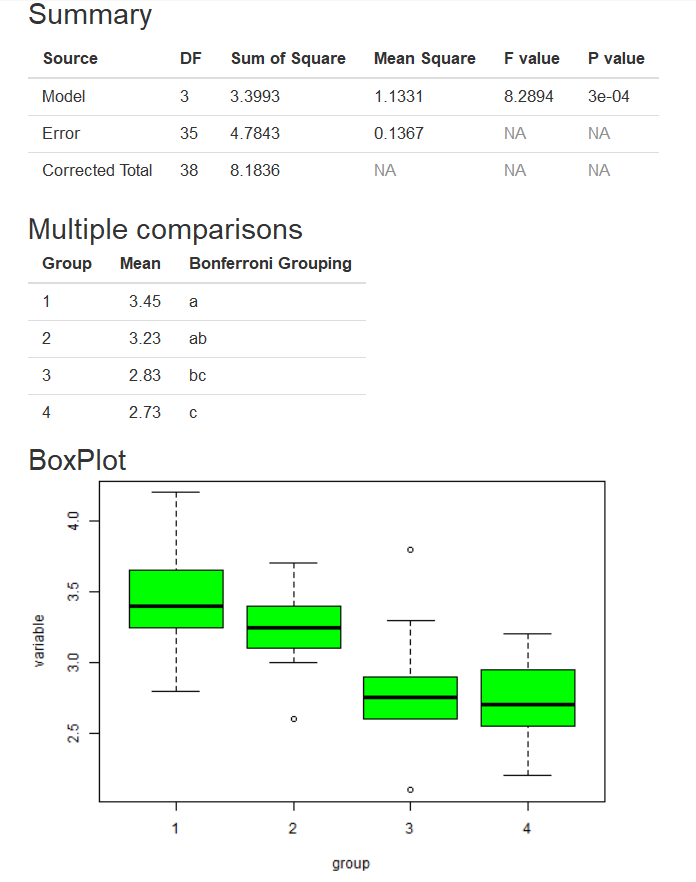 Summary
Source DF Sum of Square Mean Square F value P value
Model 3 3.3993 1.1331 8.2894 3e-04
Error 35 4.7843 0.1367 NA NA
Corrected Total 38 8.1836 NA NA NA
Multiple comparisons
Group Mean Bonferroni Grouping
1 3.45 a
2 3.23 ab
3 2.83 bc
4 2.73 c
BoxPlot
4.0
3.5
3.0
2.5
variable
1 2 3 4
group